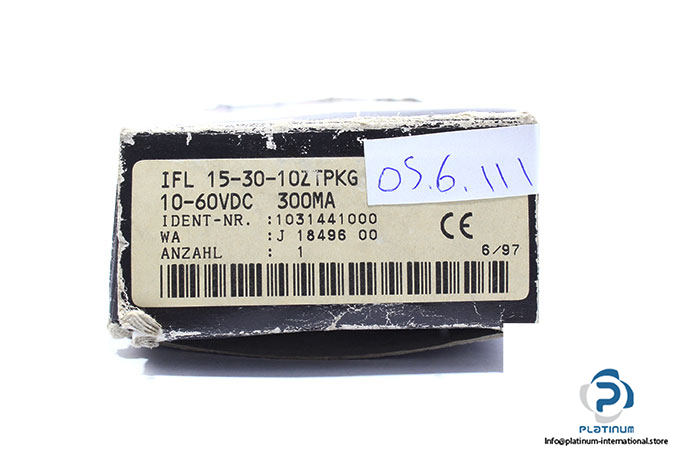 IFL 15-30-10ZTPKG
05.6.111
10-60VDC 300MA
IDENT-NR. :1031441000
WA :J 18496 00
CE
ANZAHL : 1
6/97
PLATINUM
Info@platinum-international.store